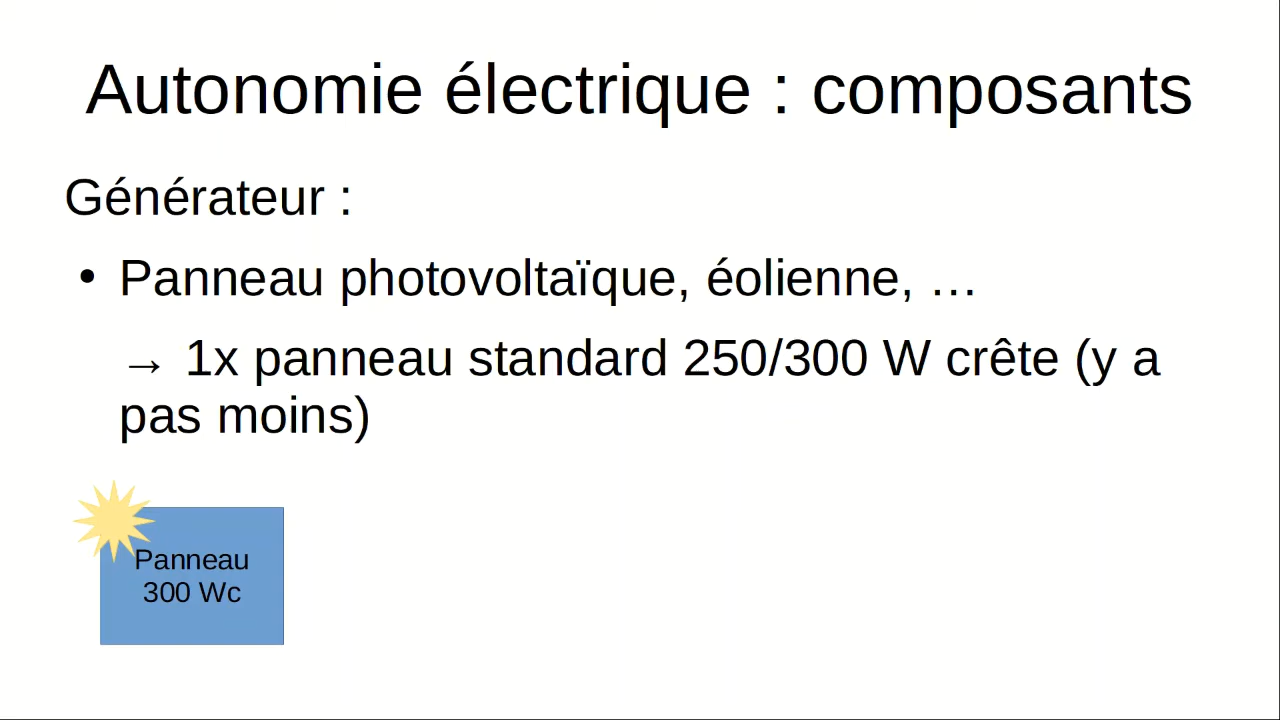 Autonomie électrique : composants
Générateur :
• Panneau photovoltaïque, éolienne, …
→ 1x panneau standard 250/300 W crête (y a
pas moins)
Panneau
300 Wc